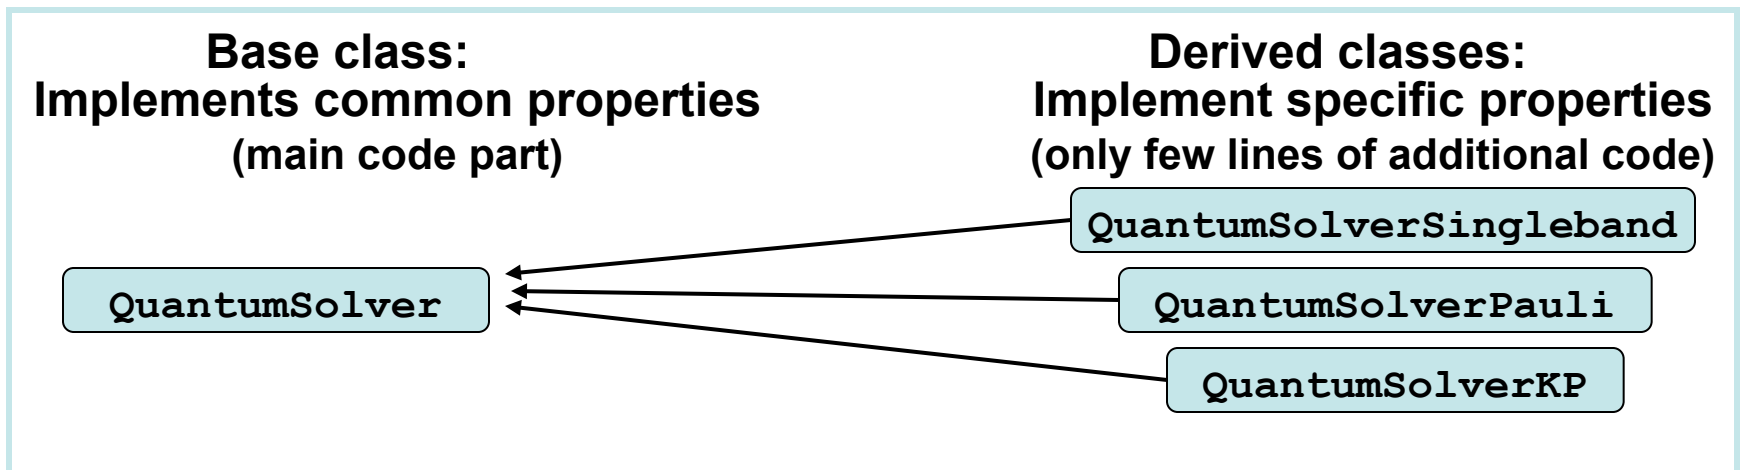 Base class:
Implements common properties
(main code part)
Derived classes:
Implement specific properties
(only few lines of additional code)
QuantumSolverSingleband
QuantumSolver
QuantumSolverPauli
QuantumSolverKP